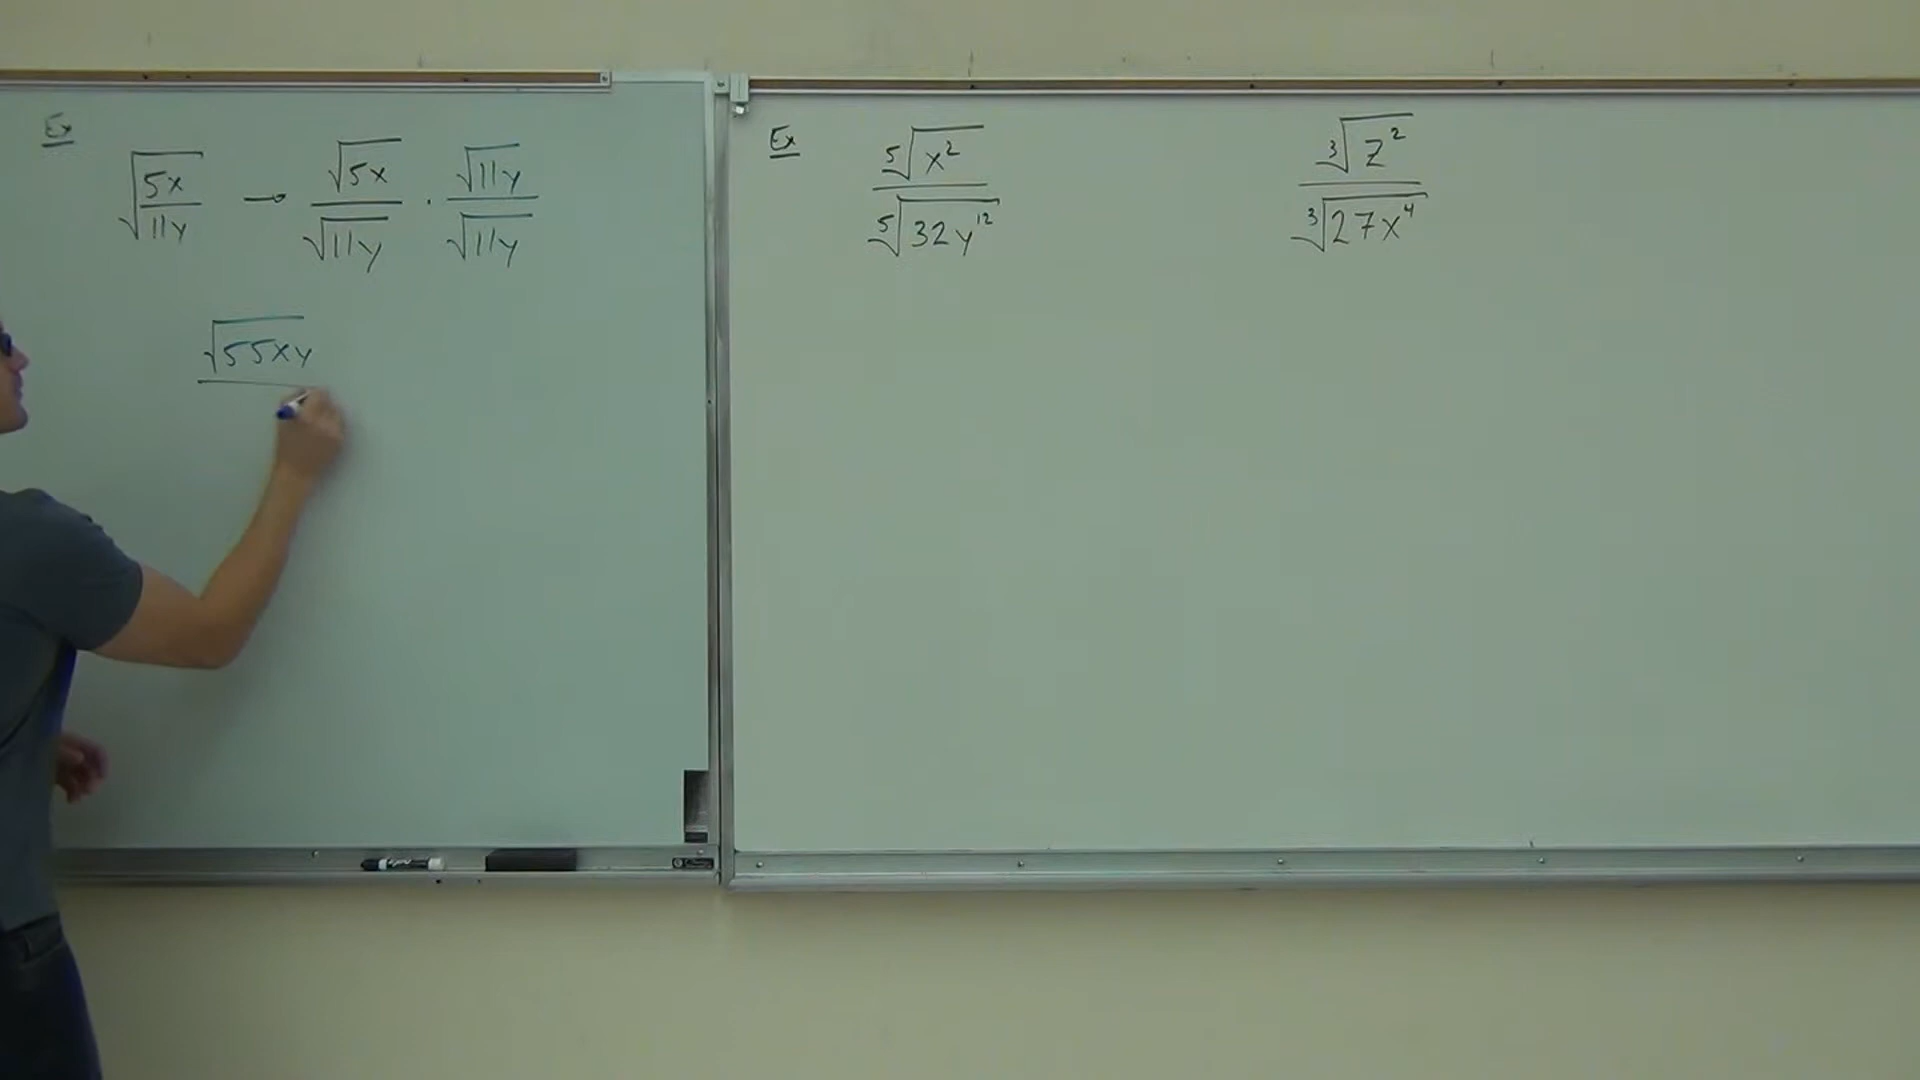 Ex
√(5x/11y) → √5x/√11y · √11y/√11y
√55xy
Ex
⁵√x²/⁵√32y¹²
³√z²/³√27x⁴